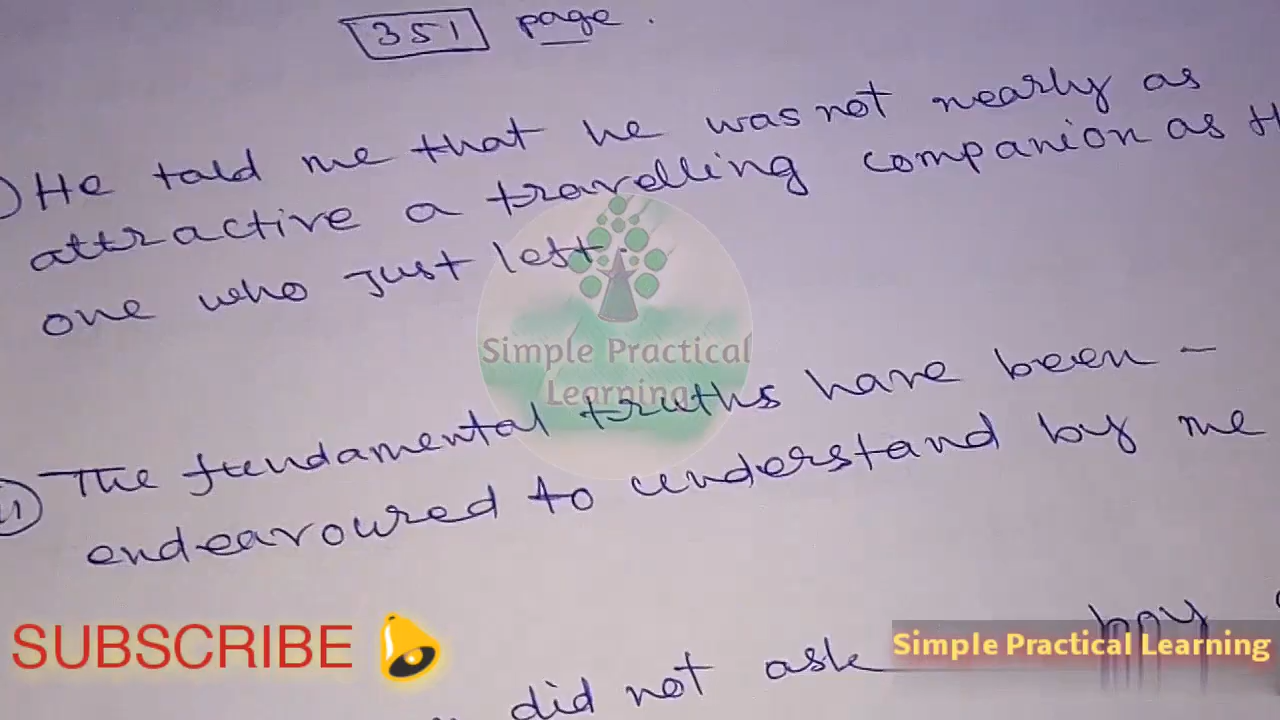 351 page.
He told me that he was not nearly as
attractive a travelling companion as
one who just left.
Simple Practical
Learning
The fundamental truths have been -
endeavoured to understand by me
SUBSCRIBE
did not ask boy
Simple Practical Learning